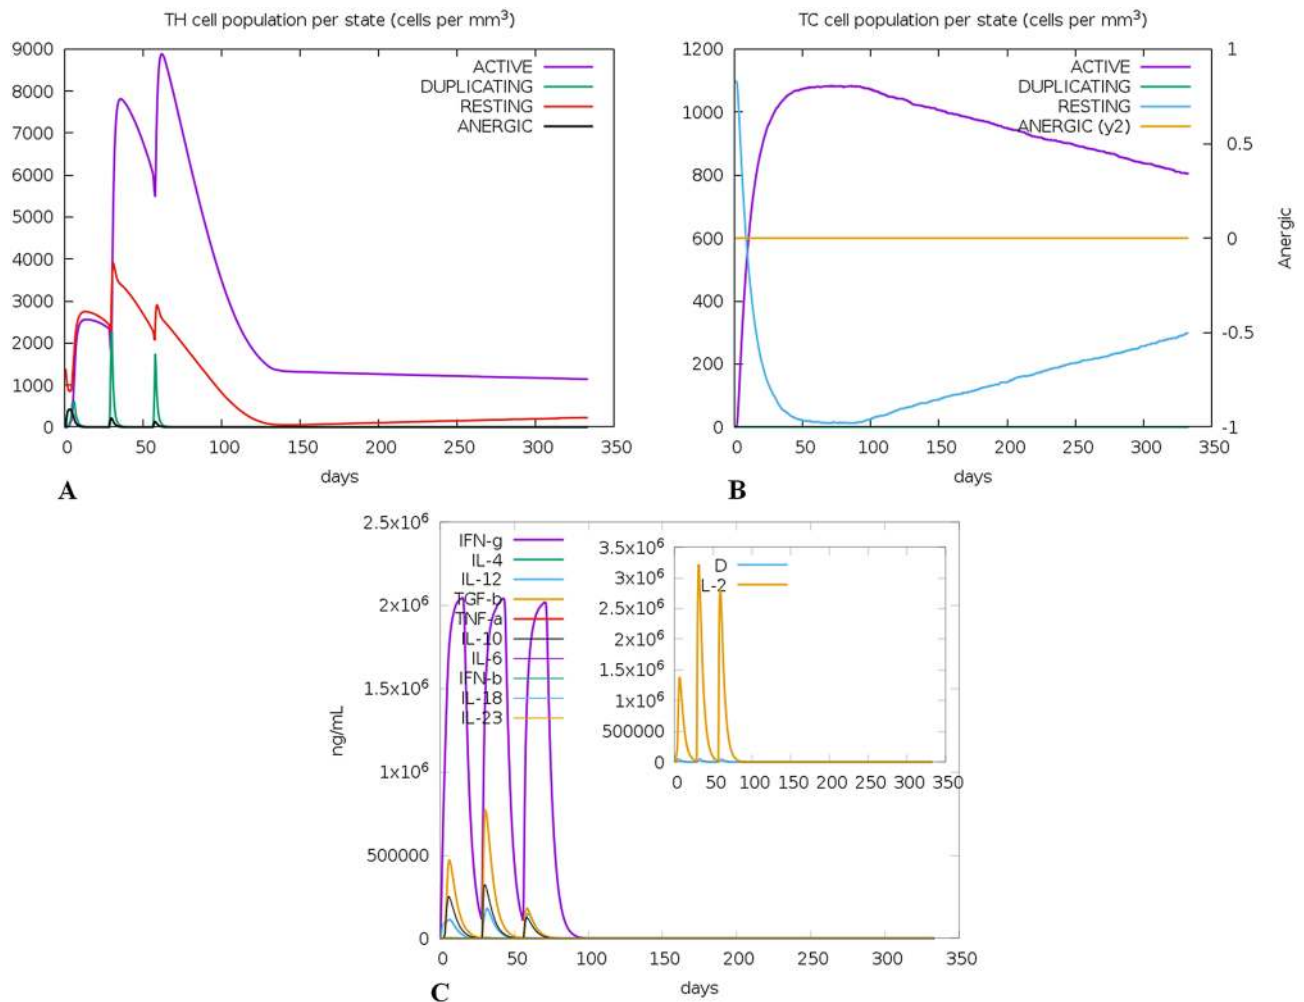 TH cell population per state (cells per mm³)
9000
8000
7000
6000
5000
4000
3000
2000
1000
0
ACTIVE
DUPLICATING
RESTING
ANERGIC
0 50 100 150 200 250 300 350
days
A
TC cell population per state (cells per mm³)
1200
1000
800
600
400
200
0
ACTIVE
DUPLICATING
RESTING
ANERGIC (y2)
1
0.5
0
-0.5
-1
Anergic
0 50 100 150 200 250 300 350
days
B
2.5x10⁶
2x10⁶
1.5x10⁶
1x10⁶
500000
0
ng/mL
IFN-g
IL-4
IL-12
TGF-b
TNF-a
IL-10
IL-6
IFN-b
IL-18
IL-23
3.5x10⁶
3x10⁶
2.5x10⁶
2x10⁶
1.5x10⁶
1x10⁶
500000
0
D
L-2
0 50 100 150 200 250 300 350
0 50 100 150 200 250 300 350
days
C